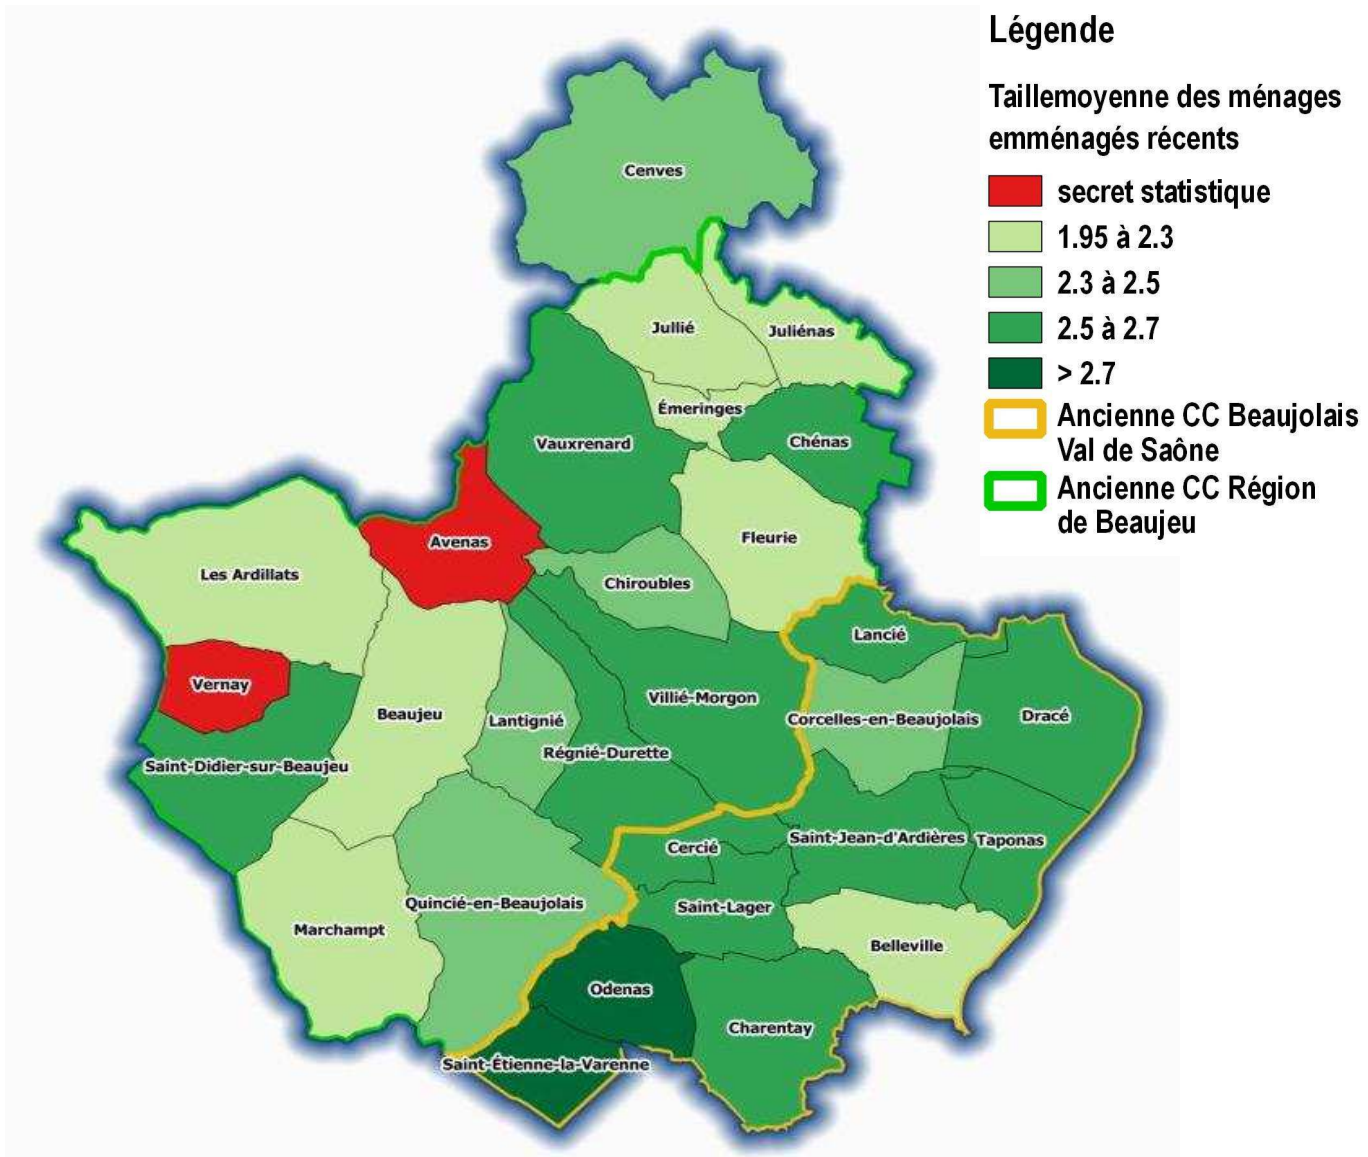 Légende
Taillemoyenne des ménages
emménagés récents
secret statistique
1.95 à 2.3
2.3 à 2.5
2.5 à 2.7
> 2.7
Ancienne CC Beaujolais
Val de Saône
Ancienne CC Région
de Beaujeu
Cenves
Jullié
Juliénas
Émeringes
Vauxrenard
Chénas
Avenas
Fleurie
Les Ardillats
Chiroubles
Lancié
Vernay
Villié-Morgon
Beaujeu
Lantignié
Corcelles-en-Beaujolais
Dracé
Régnié-Durette
Saint-Didier-sur-Beaujeu
Cercié
Saint-Jean-d'Ardières
Taponas
Quincié-en-Beaujolais
Saint-Lager
Marchampt
Belleville
Odenas
Charentay
Saint-Étienne-la-Varenne